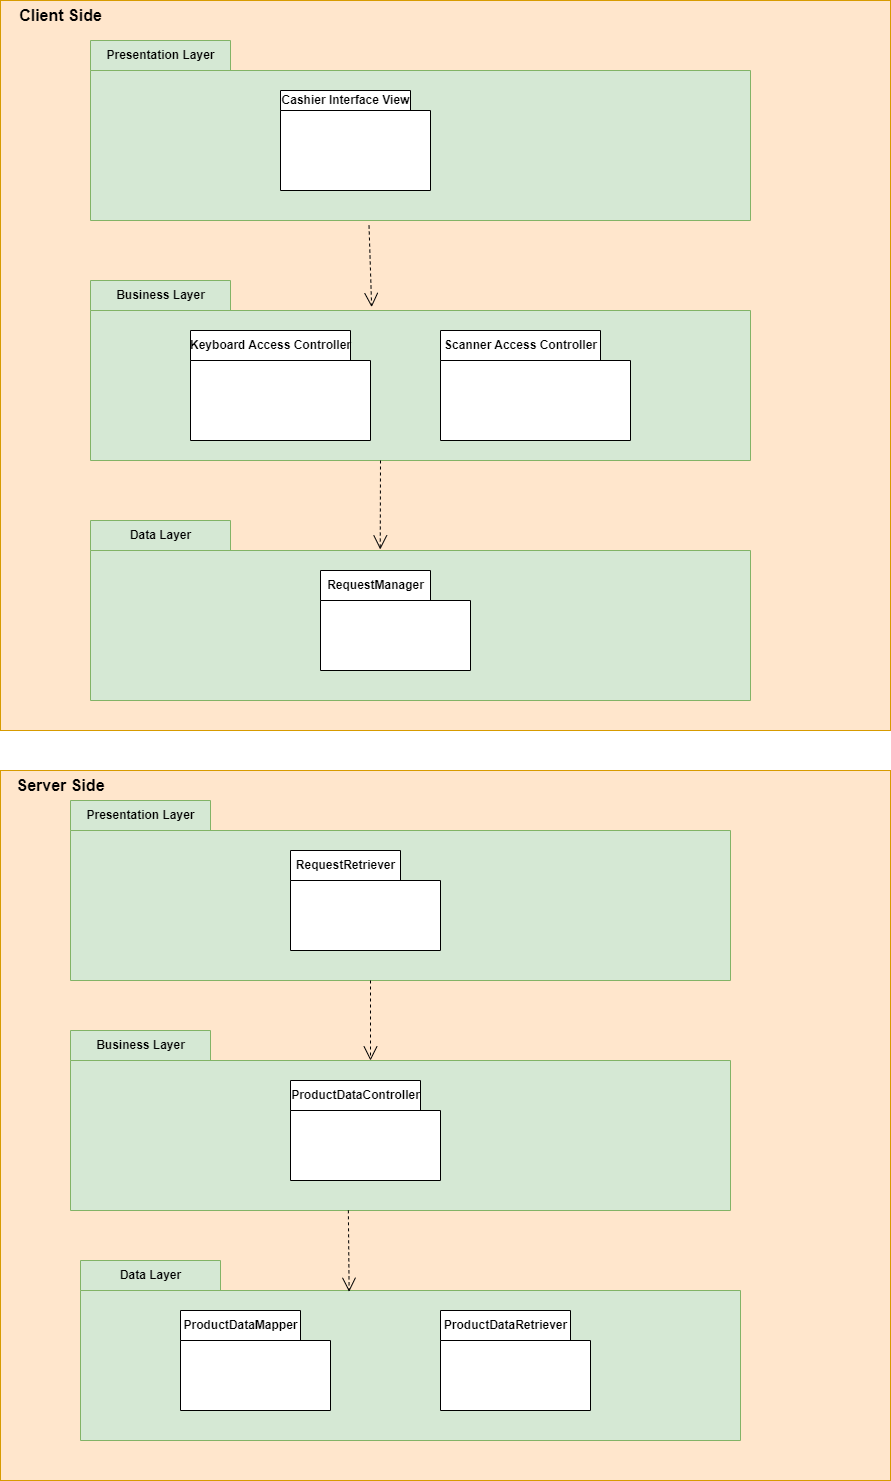 Client Side
Presentation Layer
Cashier Interface View
Business Layer
Keyboard Access Controller
Scanner Access Controller
Data Layer
RequestManager
Server Side
Presentation Layer
RequestRetriever
Business Layer
ProductDataController
Data Layer
ProductDataMapper
ProductDataRetriever